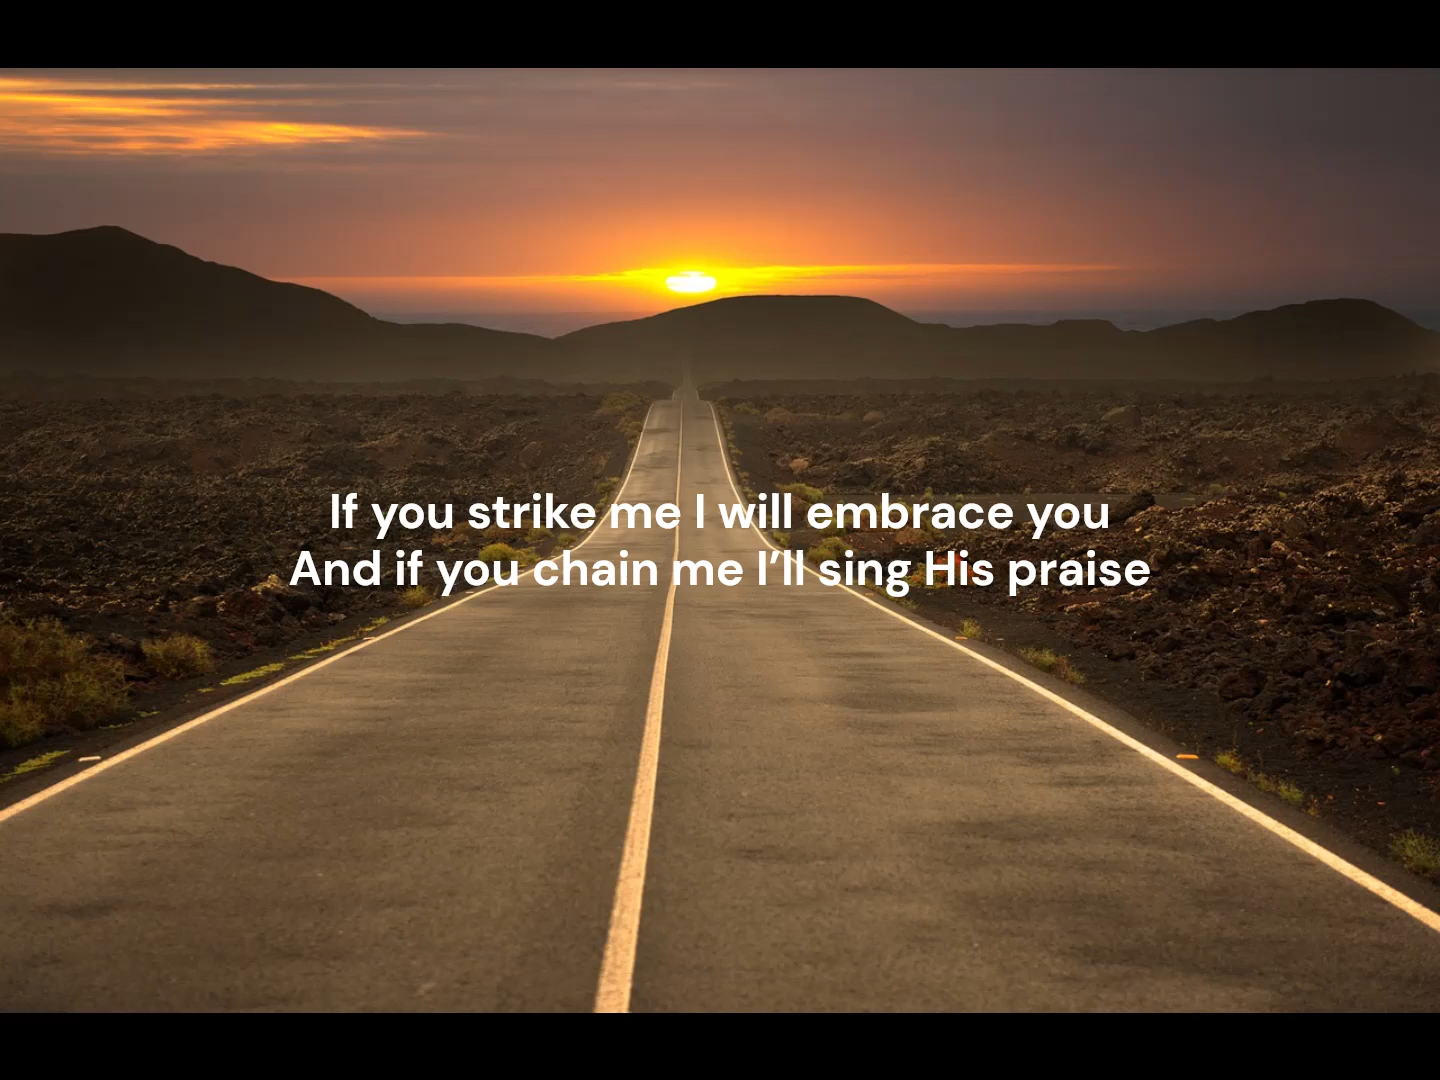 If you strike me I will embrace you
And if you chain me I’ll sing His praise